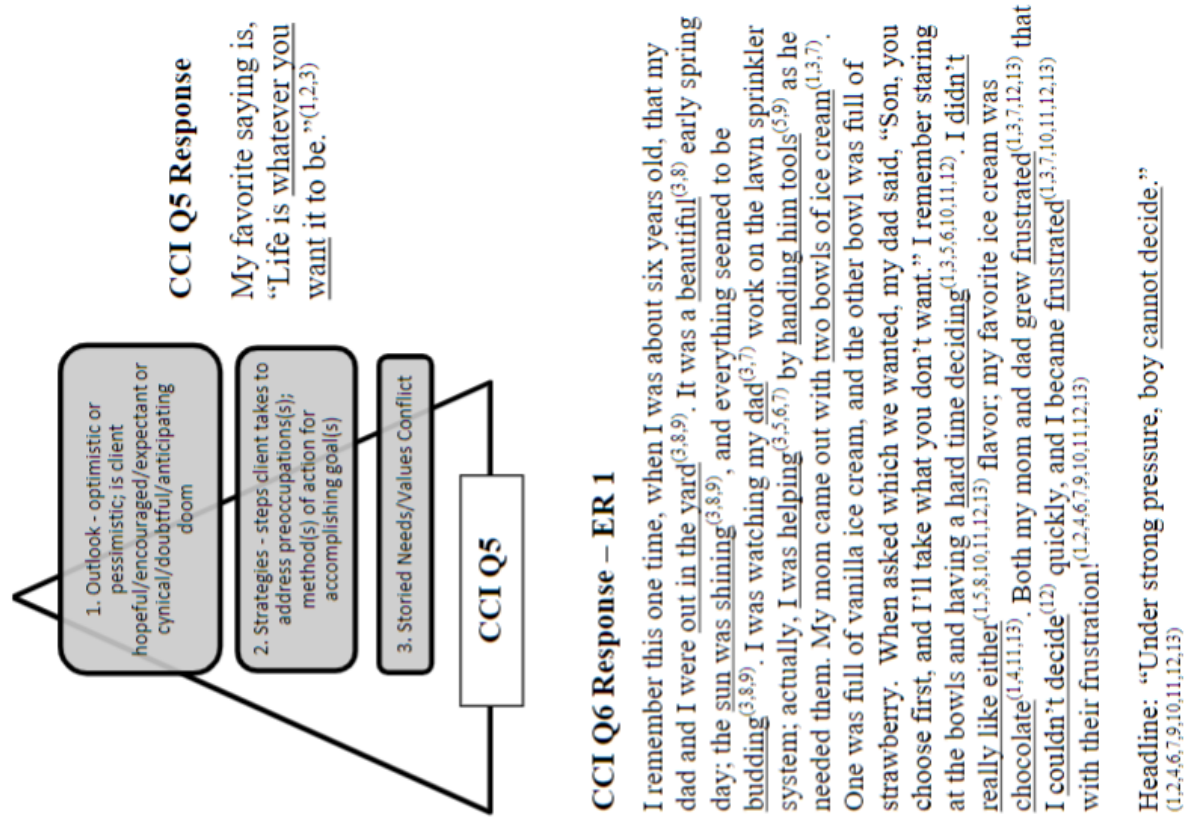 1. Outlook - optimistic or
pessimistic; is client
hopeful/encouraged/expectant or
cynical/doubtful/anticipating
doom
2. Strategies - steps client takes to
address preoccupations(s);
method(s) of action for
accomplishing goal(s)
3. Storied Needs/Values Conflict
CCI Q5
CCI Q5 Response
My favorite saying is,
“Life is whatever you
want it to be.”(1,2,3)
CCI Q6 Response – ER 1
I remember this one time, when I was about six years old, that my
dad and I were out in the yard(3,8,9). It was a beautiful(3,8) early spring
day; the sun was shining(3,8,9), and everything seemed to be
budding(3,8,9). I was watching my dad(3,7) work on the lawn sprinkler
system; actually, I was helping(3,5,6,7) by handing him tools(5,9) as he
needed them. My mom came out with two bowls of ice cream(1,3,7).
One was full of vanilla ice cream, and the other bowl was full of
strawberry. When asked which we wanted, my dad said, “Son, you
choose first, and I’ll take what you don’t want.” I remember staring
at the bowls and having a hard time deciding(1,3,5,6,10,11,12). I didn’t
really like either(1,5,8,10,11,12,13) flavor; my favorite ice cream was
chocolate(1,4,11,13). Both my mom and dad grew frustrated(1,3,7,12,13) that
I couldn’t decide(12) quickly, and I became frustrated(1,3,7,10,11,12,13)
with their frustration!(1,2,4,6,7,9,10,11,12,13)
Headline: “Under strong pressure, boy cannot decide.”
(1,2,4,6,7,9,10,11,12,13)